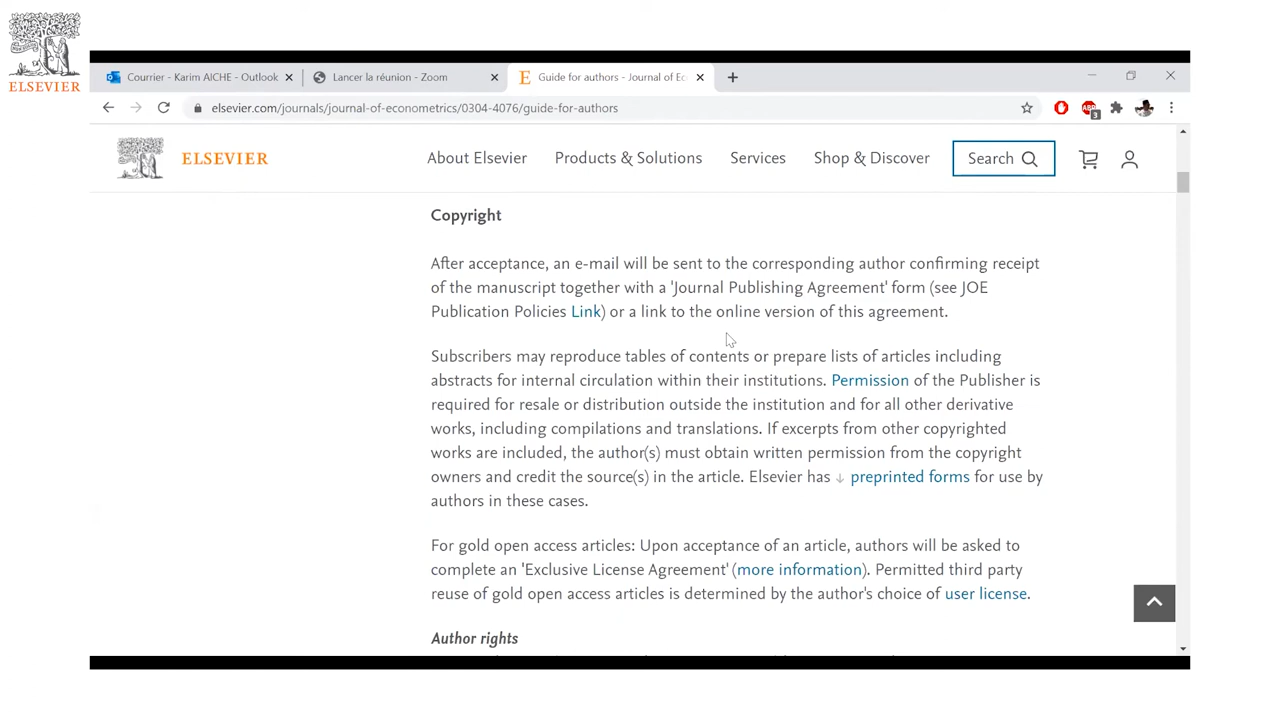 ELSEVIER
Courrier - Karim AICHE - Outlook
Lancer la réunion - Zoom
Guide for authors - Journal of Ec
elsevier.com/journals/journal-of-econometrics/0304-4076/guide-for-authors
ABP
3
ELSEVIER
About Elsevier
Products & Solutions
Services
Shop & Discover
Search
Copyright
After acceptance, an e-mail will be sent to the corresponding author confirming receipt
of the manuscript together with a 'Journal Publishing Agreement' form (see JOE
Publication Policies Link) or a link to the online version of this agreement.
Subscribers may reproduce tables of contents or prepare lists of articles including
abstracts for internal circulation within their institutions. Permission of the Publisher is
required for resale or distribution outside the institution and for all other derivative
works, including compilations and translations. If excerpts from other copyrighted
works are included, the author(s) must obtain written permission from the copyright
owners and credit the source(s) in the article. Elsevier has ↓ preprinted forms for use by
authors in these cases.
For gold open access articles: Upon acceptance of an article, authors will be asked to
complete an 'Exclusive License Agreement' (more information). Permitted third party
reuse of gold open access articles is determined by the author's choice of user license.
Author rights